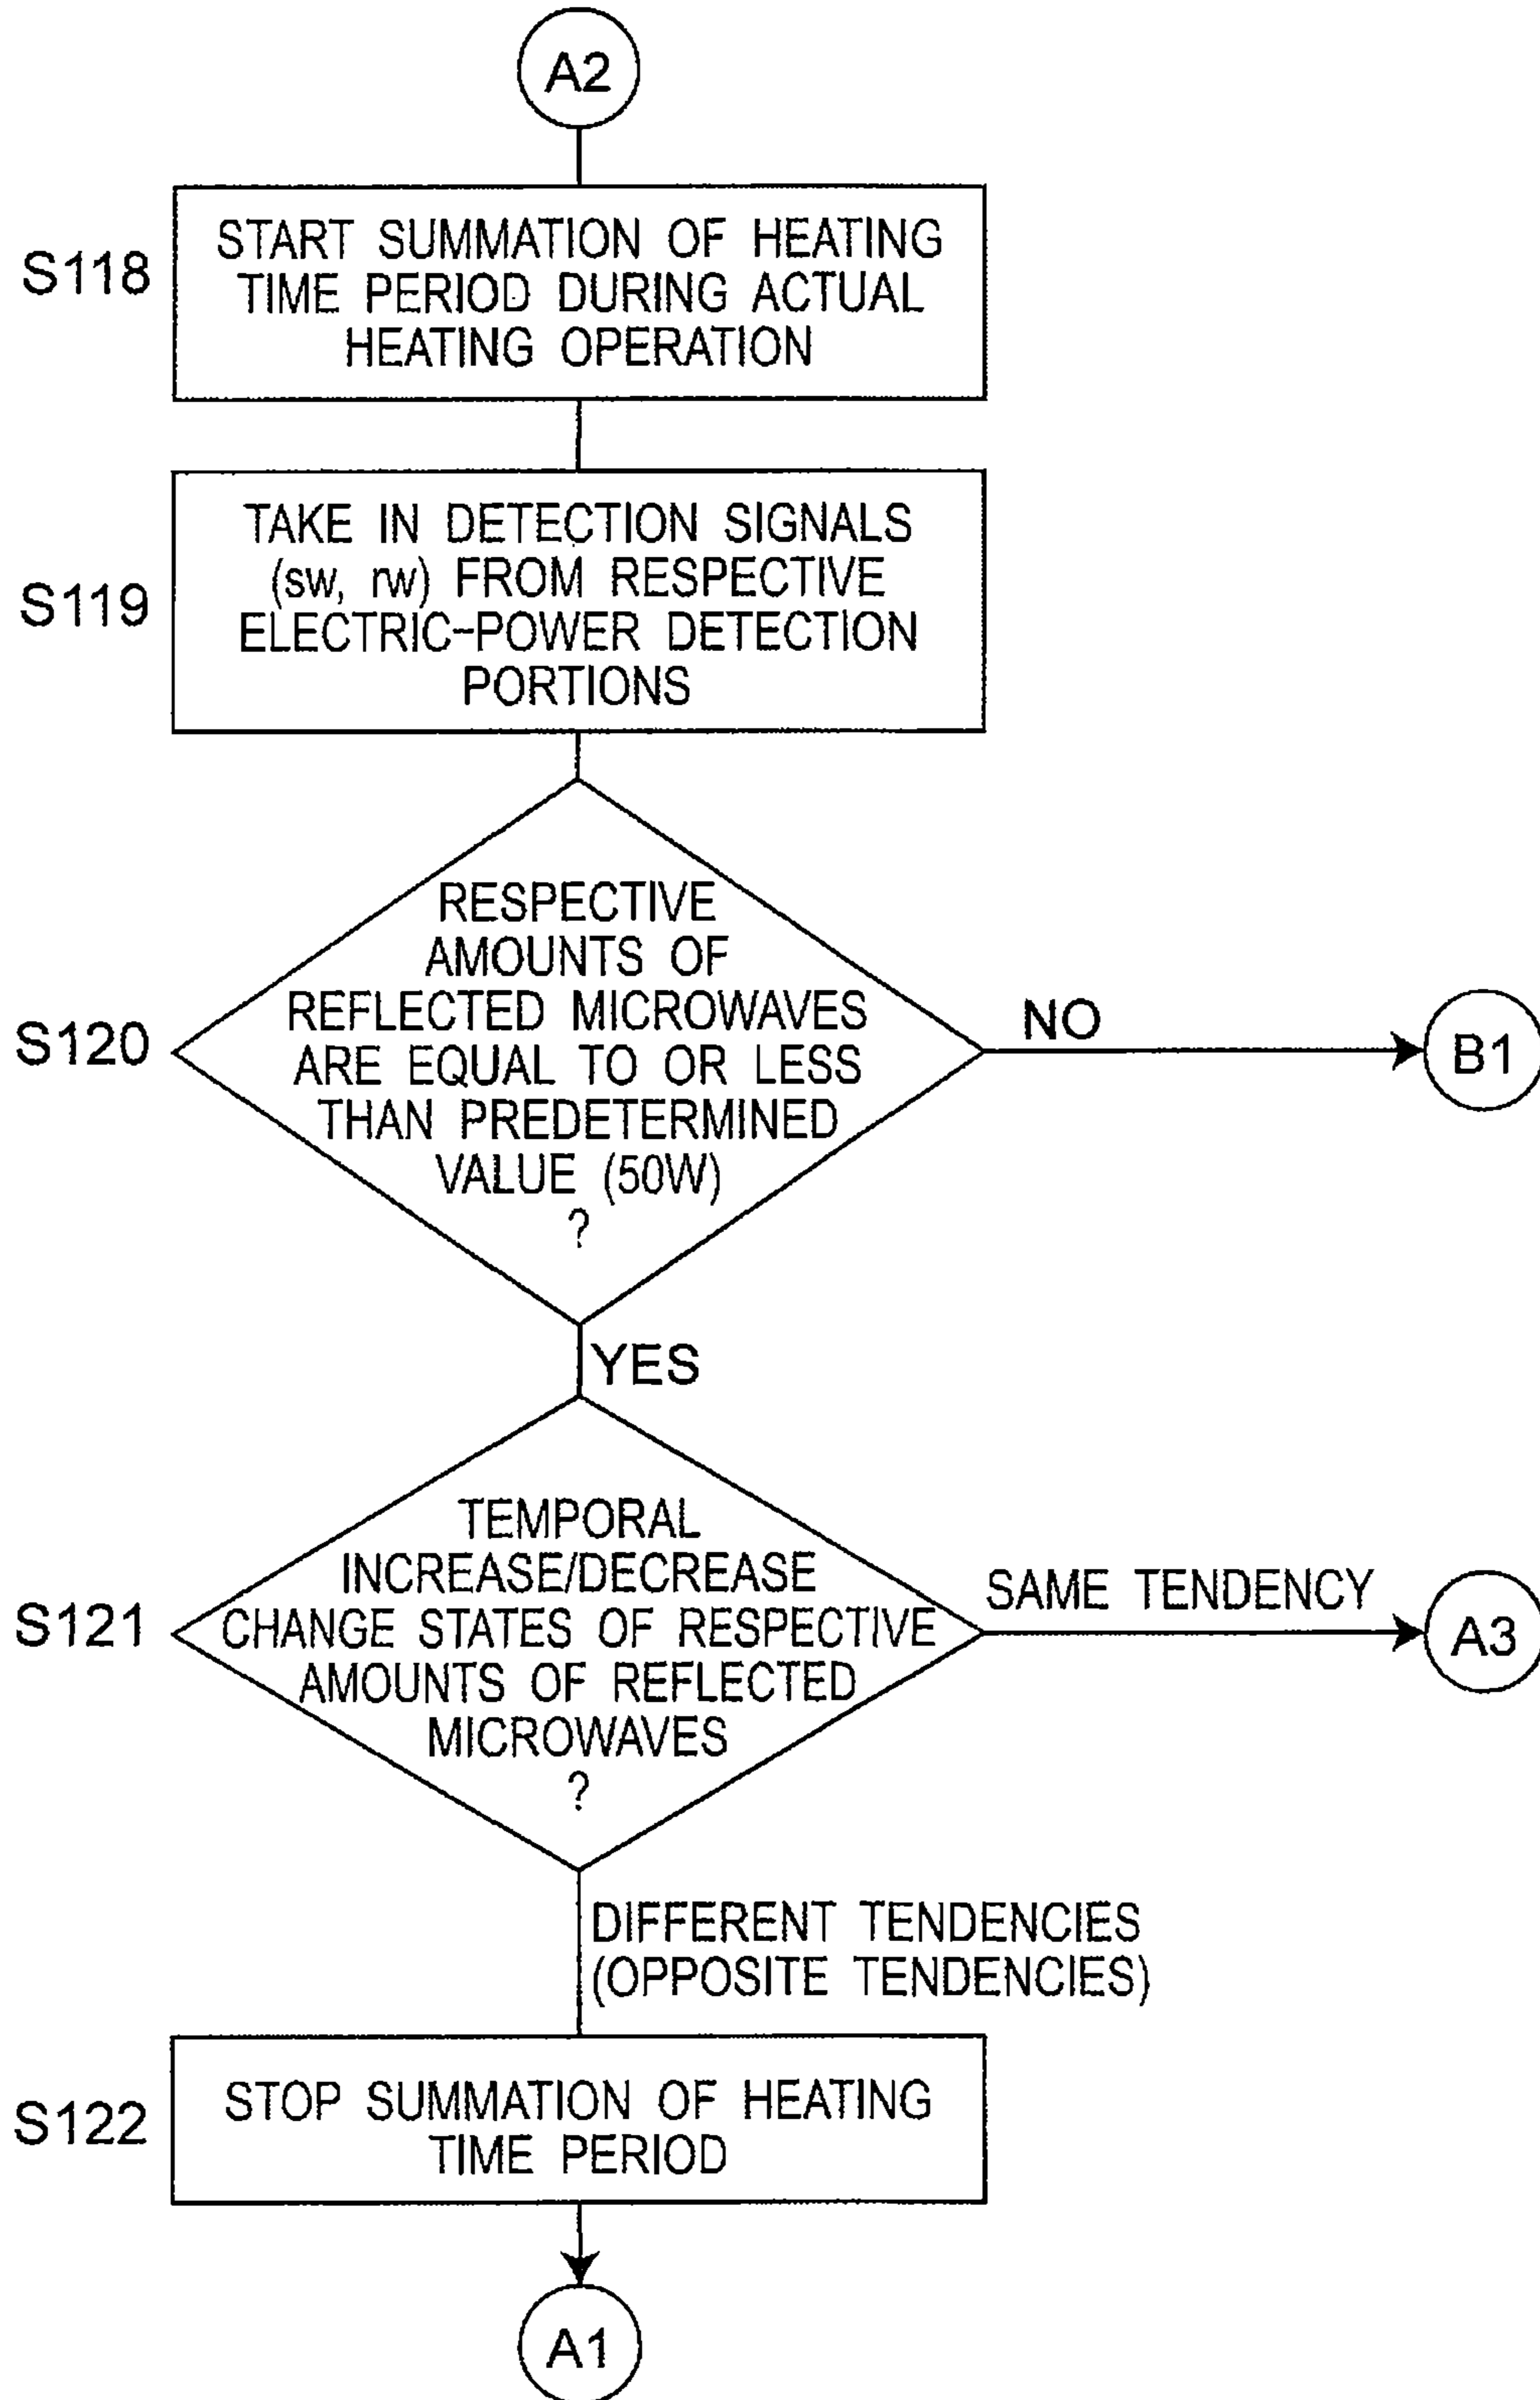 A2
S118
START SUMMATION OF HEATING
TIME PERIOD DURING ACTUAL
HEATING OPERATION
S119
TAKE IN DETECTION SIGNALS
(sw, rw) FROM RESPECTIVE
ELECTRIC-POWER DETECTION
PORTIONS
S120
RESPECTIVE
AMOUNTS OF
REFLECTED MICROWAVES
ARE EQUAL TO OR LESS
THAN PREDETERMINED
VALUE (50W)
?
NO
B1
YES
S121
TEMPORAL
INCREASE/DECREASE
CHANGE STATES OF RESPECTIVE
AMOUNTS OF REFLECTED
MICROWAVES
?
SAME TENDENCY
A3
DIFFERENT TENDENCIES
(OPPOSITE TENDENCIES)
S122
STOP SUMMATION OF HEATING
TIME PERIOD
A1